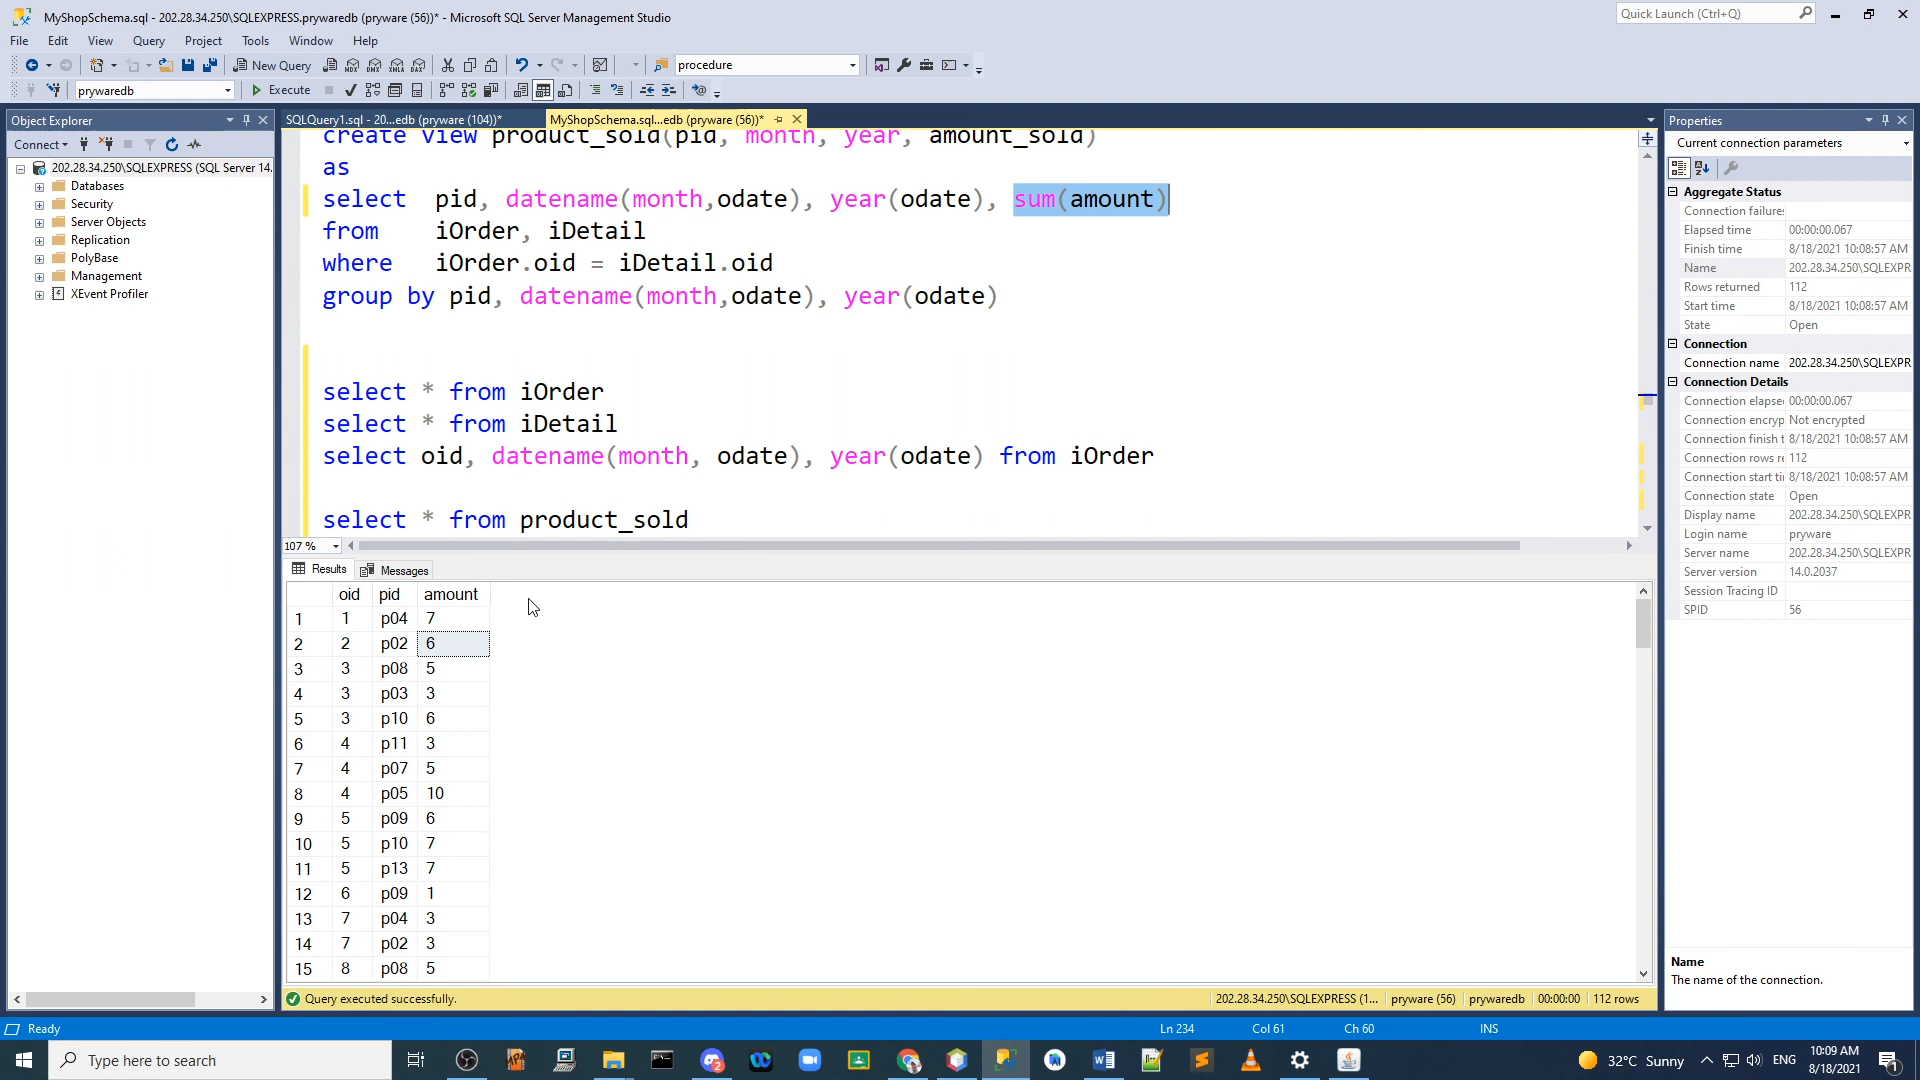 MyShopSchema.sql - 202.28.34.250\SQLEXPRESS.prywaredb (pryware (56))* - Microsoft SQL Server Management Studio
Quick Launch (Ctrl+Q)
File Edit View Query Project Tools Window Help
New Query
procedure
prywaredb
Execute
Object Explorer
Connect
202.28.34.250\SQLEXPRESS (SQL Server 14.
Databases
Security
Server Objects
Replication
PolyBase
Management
XEvent Profiler
SQLQuery1.sql - 20...edb (pryware (104))*
MyShopSchema.sql...edb (pryware (56))*
create view product_sold(pid, month, year, amount_sold)
as
select pid, datename(month,odate), year(odate), sum(amount)
from iOrder, iDetail
where iOrder.oid = iDetail.oid
group by pid, datename(month,odate), year(odate)
select * from iOrder
select * from iDetail
select oid, datename(month, odate), year(odate) from iOrder
select * from product_sold
107 %
Results Messages
oid pid amount
1 1 p04 7
2 2 p02 6
3 3 p08 5
4 3 p03 3
5 3 p10 6
6 4 p11 3
7 4 p07 5
8 4 p05 10
9 5 p09 6
10 5 p10 7
11 5 p13 7
12 6 p09 1
13 7 p04 3
14 7 p02 3
15 8 p08 5
Query executed successfully.
202.28.34.250\SQLEXPRESS (1... pryware (56) prywaredb 00:00:00 112 rows
Properties
Current connection parameters
Aggregate Status
Connection failures
Elapsed time 00:00:00.067
Finish time 8/18/2021 10:08:57 AM
Name 202.28.34.250\SQLEXPR
Rows returned 112
Start time 8/18/2021 10:08:57 AM
State Open
Connection
Connection name 202.28.34.250\SQLEXPR
Connection Details
Connection elapse 00:00:00.067
Connection encryp Not encrypted
Connection finish t 8/18/2021 10:08:57 AM
Connection rows re 112
Connection start ti 8/18/2021 10:08:57 AM
Connection state Open
Display name 202.28.34.250\SQLEXPR
Login name pryware
Server name 202.28.34.250\SQLEXPR
Server version 14.0.2037
Session Tracing ID
SPID 56
Name
The name of the connection.
Ready
Ln 234 Col 61 Ch 60 INS
Type here to search
32°C Sunny
ENG
10:09 AM
8/18/2021